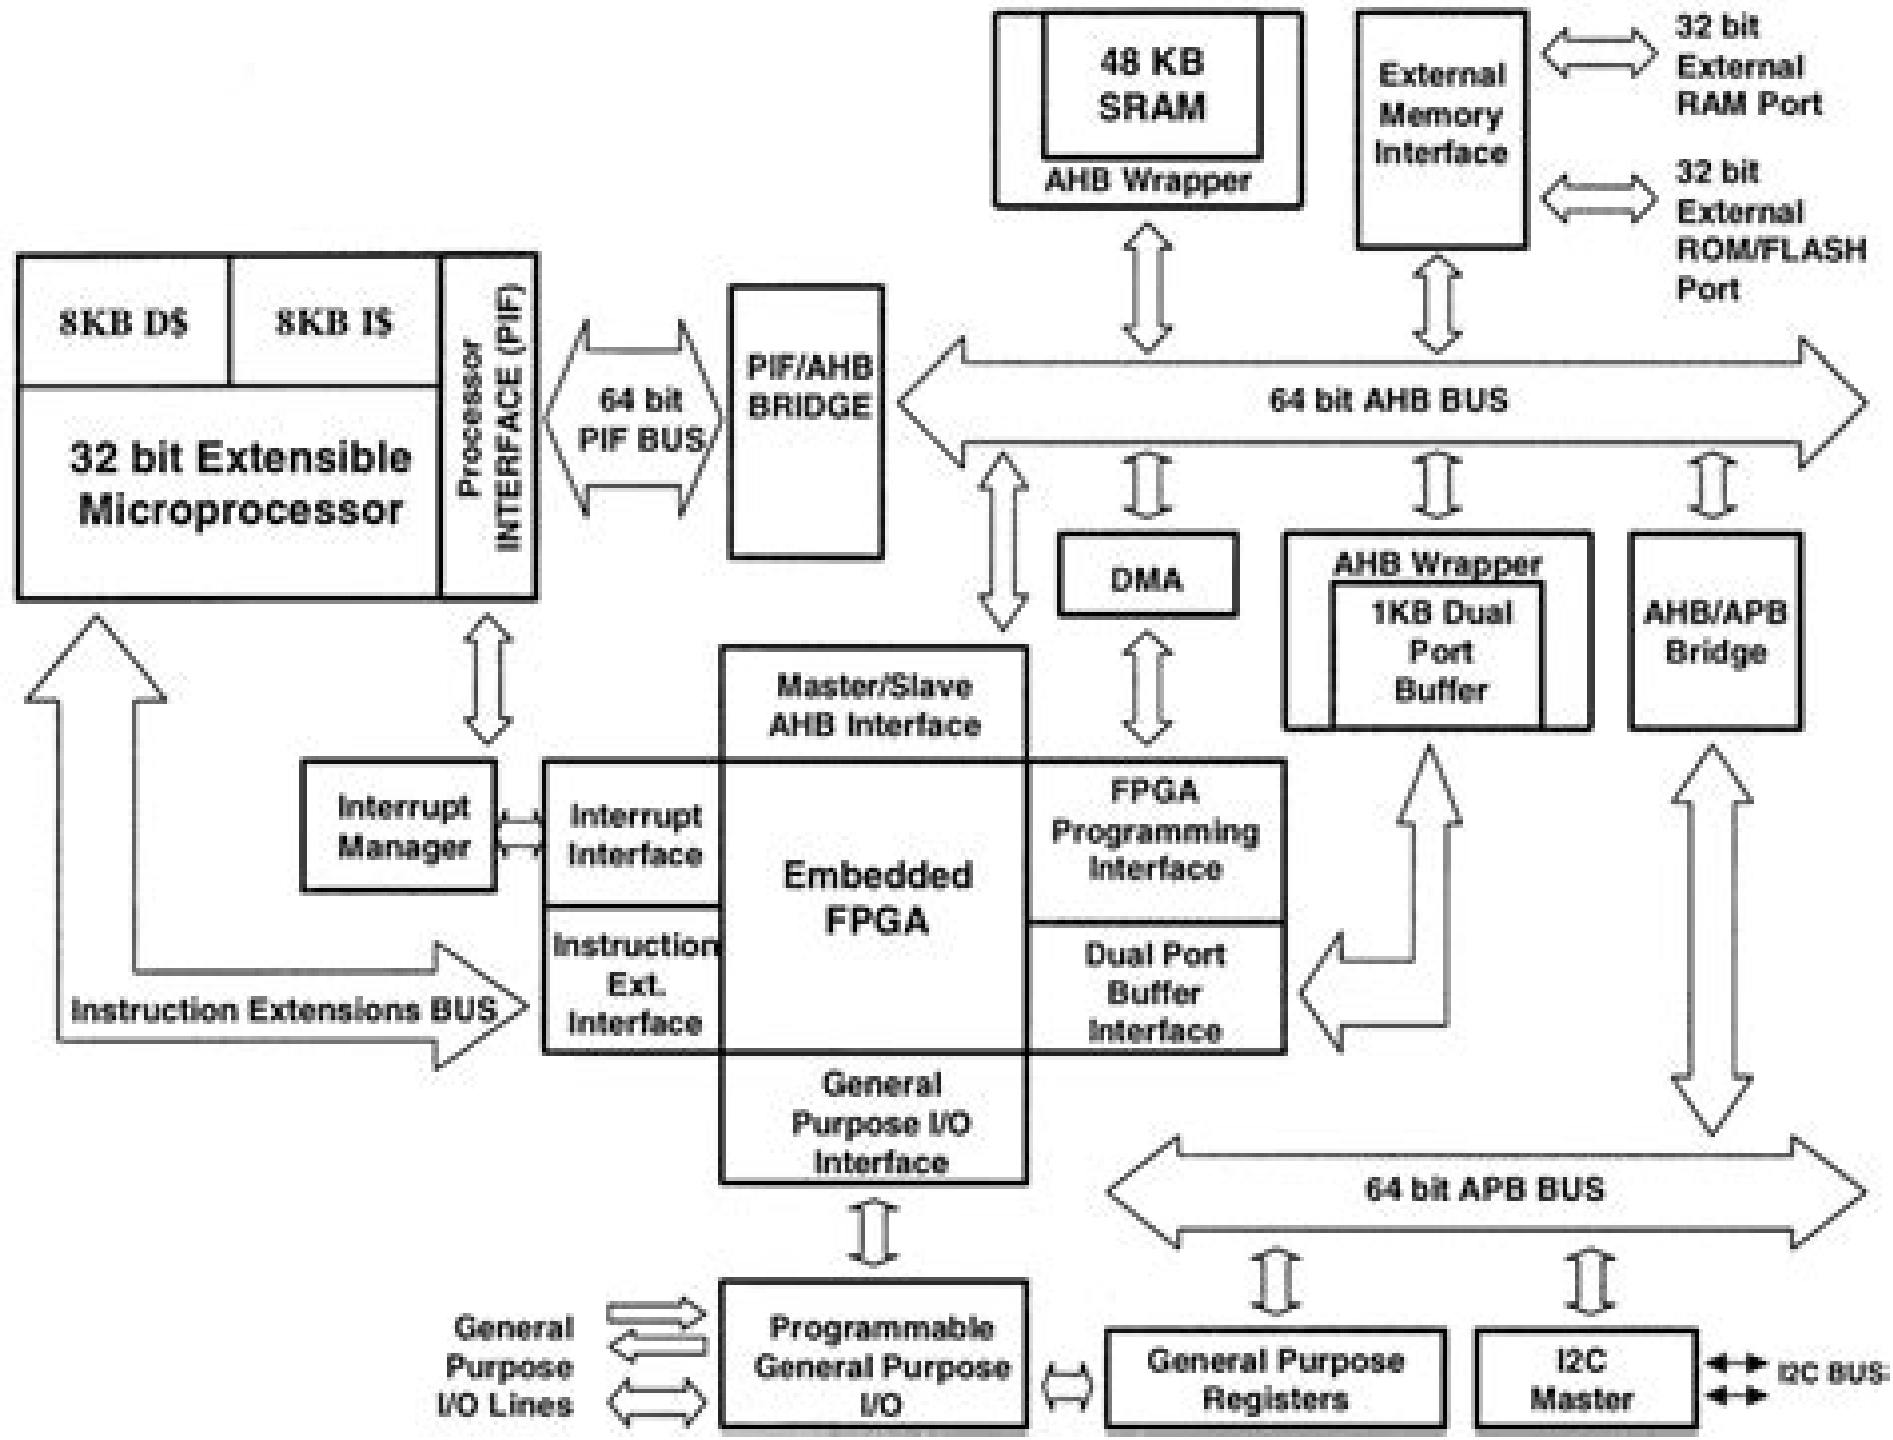 48 KB
SRAM
AHB Wrapper
External
Memory
Interface
32 bit
External
RAM Port
32 bit
External
ROM/FLASH
Port
8KB D$
8KB I$
32 bit Extensible
Microprocessor
Processor
INTERFACE (PIF)
64 bit
PIF BUS
PIF/AHB
BRIDGE
64 bit AHB BUS
DMA
AHB Wrapper
1KB Dual
Port
Buffer
AHB/APB
Bridge
Master/Slave
AHB Interface
Interrupt
Manager
Interrupt
Interface
Embedded
FPGA
FPGA
Programming
Interface
Instruction
Ext.
Interface
Dual Port
Buffer
Interface
Instruction Extensions BUS
General
Purpose I/O
Interface
64 bit APB BUS
General
Purpose
I/O Lines
Programmable
General Purpose
I/O
General Purpose
Registers
I2C
Master
I2C BUS